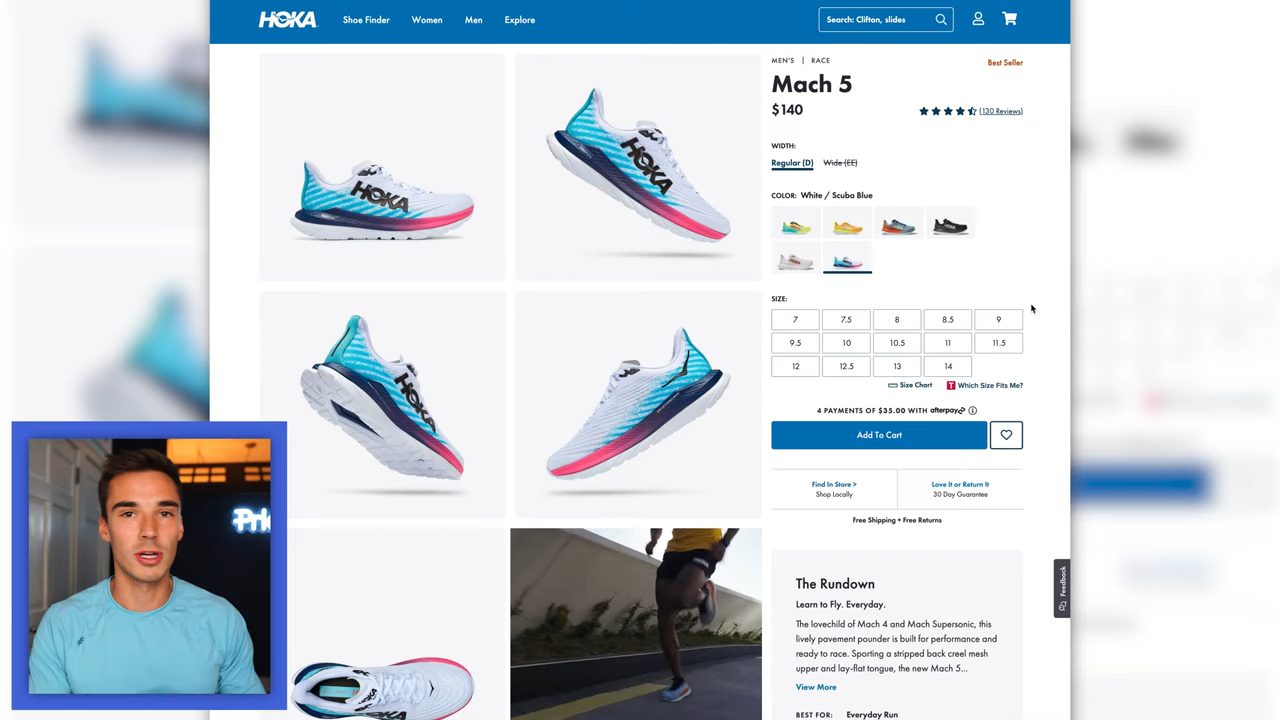 HOKA
Shoe Finder
Women
Men
Explore
Search: Clifton, slides
MEN'S | RACE
Best Seller
Mach 5
$140
(130 Reviews)
WIDTH:
Regular (D)
Wide (EE)
COLOR: White / Scuba Blue
SIZE:
7 7.5 8 8.5 9
9.5 10 10.5 11 11.5
12 12.5 13 14
Size Chart
T Which Size Fits Me?
4 PAYMENTS OF $35.00 WITH afterpay
Add To Cart
Find In Store >
Shop Locally
Love It or Return It
30 Day Guarantee
Free Shipping + Free Returns
Feedback
The Rundown
Learn to Fly. Everyday.
The lovechild of Mach 4 and Mach Supersonic, this
lively pavement pounder is built for performance and
ready to race. Sporting a stripped back creel mesh
upper and lay-flat tongue, the new Mach 5...
View More
BEST FOR: Everyday Run
HOKA
HOKA
HOKA
HOKA
Pri